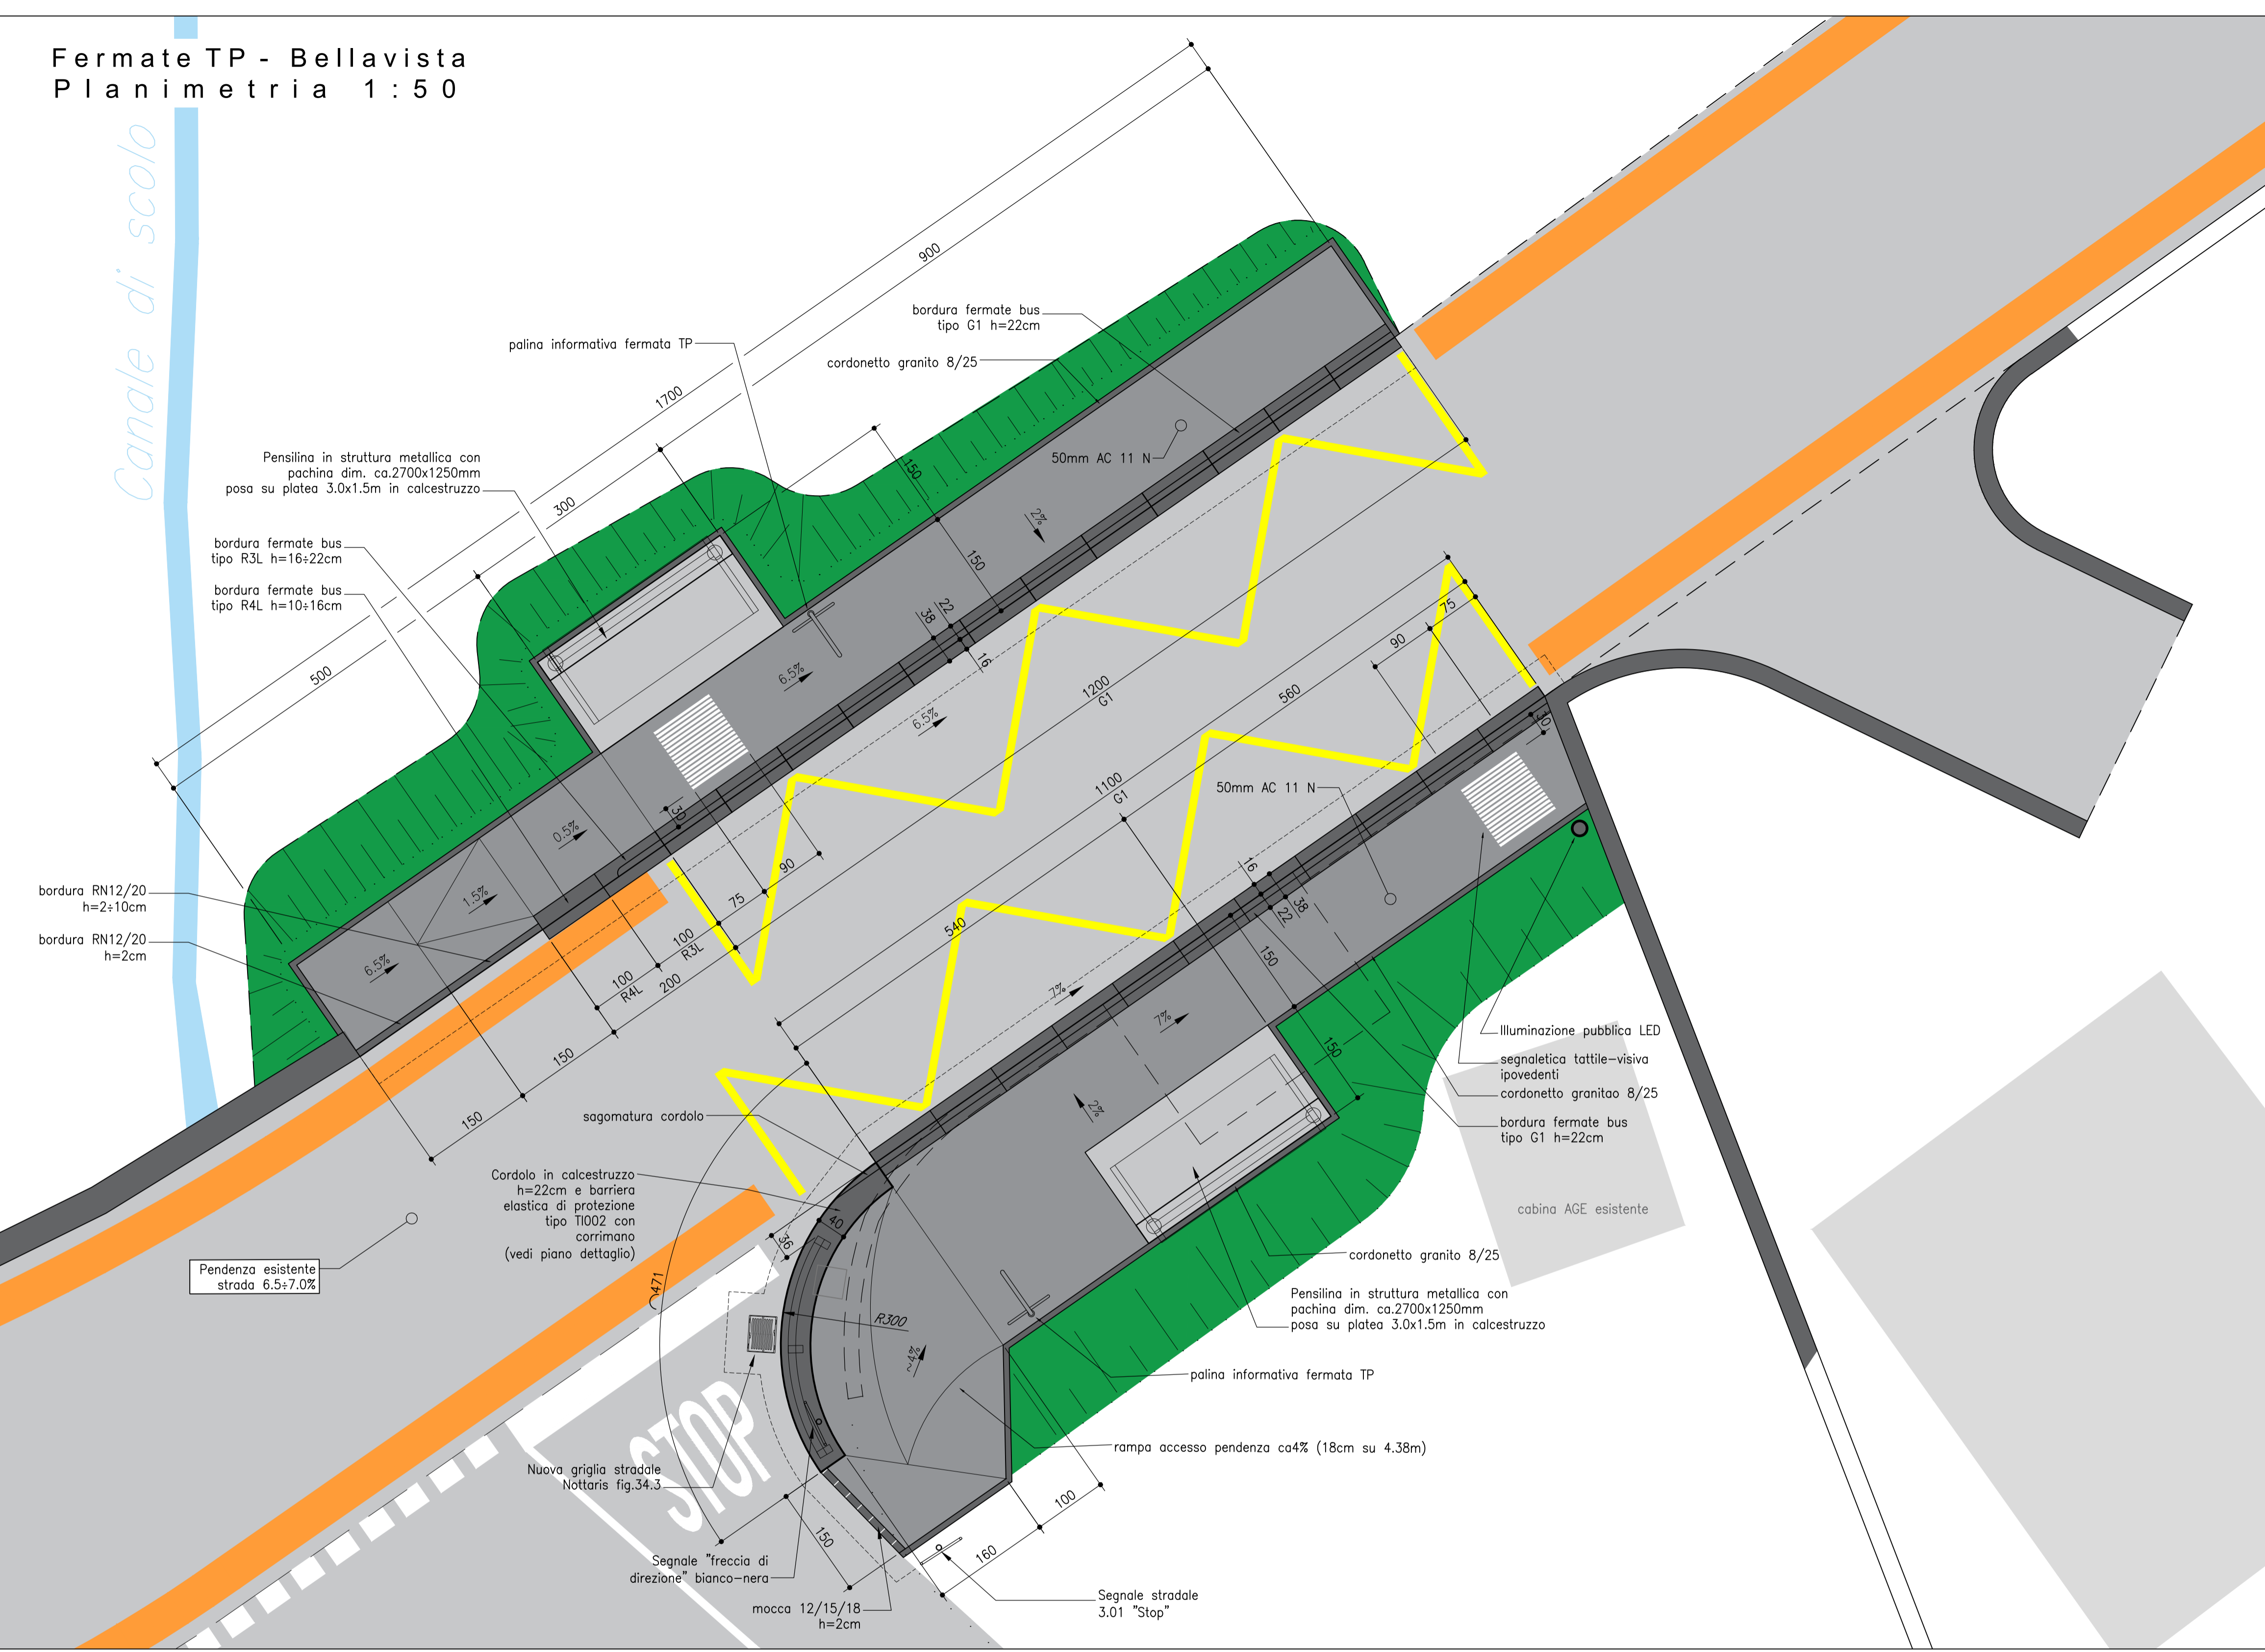 Fermate TP - Bellavista
Planimetria 1:50
Canale di scolo
900
1700
300
500
bordura fermate bus
tipo G1 h=22cm
palina informativa fermata TP
cordonetto granito 8/25
Pensilina in struttura metallica con
pachina dim. ca.2700x1250mm
posa su platea 3.0x1.5m in calcestruzzo
50mm AC 11 N
150
2%
150
bordura fermate bus
tipo R3L h=16÷22cm
bordura fermate bus
tipo R4L h=10÷16cm
22
38
16
6.5%
6.5%
1200
G1
75
90
560
30
1100
G1
50mm AC 11 N
30
0.5%
90
1.5%
75
bordura RN12/20
h=2÷10cm
bordura RN12/20
h=2cm
6.5%
100
R3L
200
100
R4L
150
150
540
16
38
22
150
7%
7%
150
2%
Illuminazione pubblica LED
segnaletica tattile-visiva
ipovedenti
cordonetto granitao 8/25
bordura fermate bus
tipo G1 h=22cm
cabina AGE esistente
sagomatura cordolo
Cordolo in calcestruzzo
h=22cm e barriera
elastica di protezione
tipo TI002 con
corrimano
(vedi piano dettaglio)
40
36
471
R300
~4%
Pendenza esistente
strada 6.5÷7.0%
cordonetto granito 8/25
Pensilina in struttura metallica con
pachina dim. ca.2700x1250mm
posa su platea 3.0x1.5m in calcestruzzo
palina informativa fermata TP
rampa accesso pendenza ca4% (18cm su 4.38m)
STOP
Nuova griglia stradale
Nottaris fig.34.3
100
160
150
Segnale "freccia di
direzione" bianco-nera
mocca 12/15/18
h=2cm
Segnale stradale
3.01 "Stop"